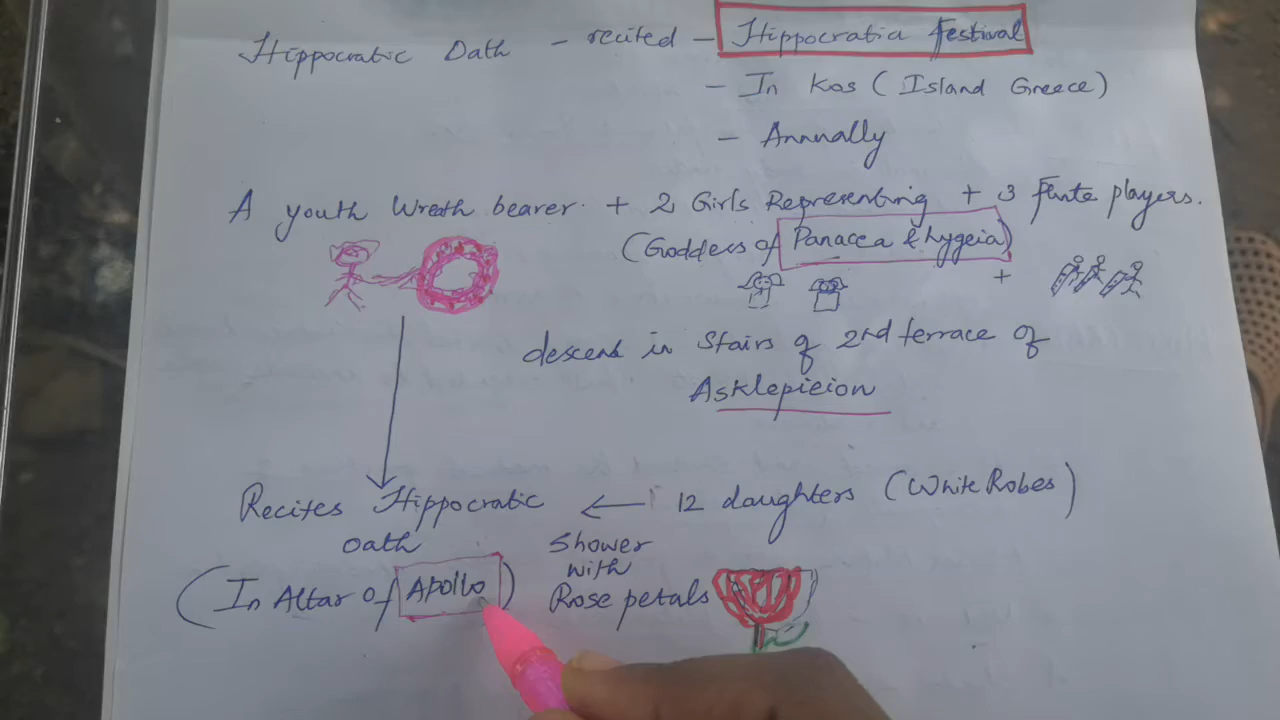 Hippocratic Oath - recited - Hippocratia Festival
- In Kos (Island Greece)
- Annually
A youth Wreath bearer + 2 Girls Representing + 3 flute players.
(Goddess of Panacea & hygeia)
+
descend in stairs of 2nd terrace of
Asklepieion
Recites Hippocratic ← 12 daughters (White Robes)
oath Shower
with
(In Altar of Apollo) Rose petals